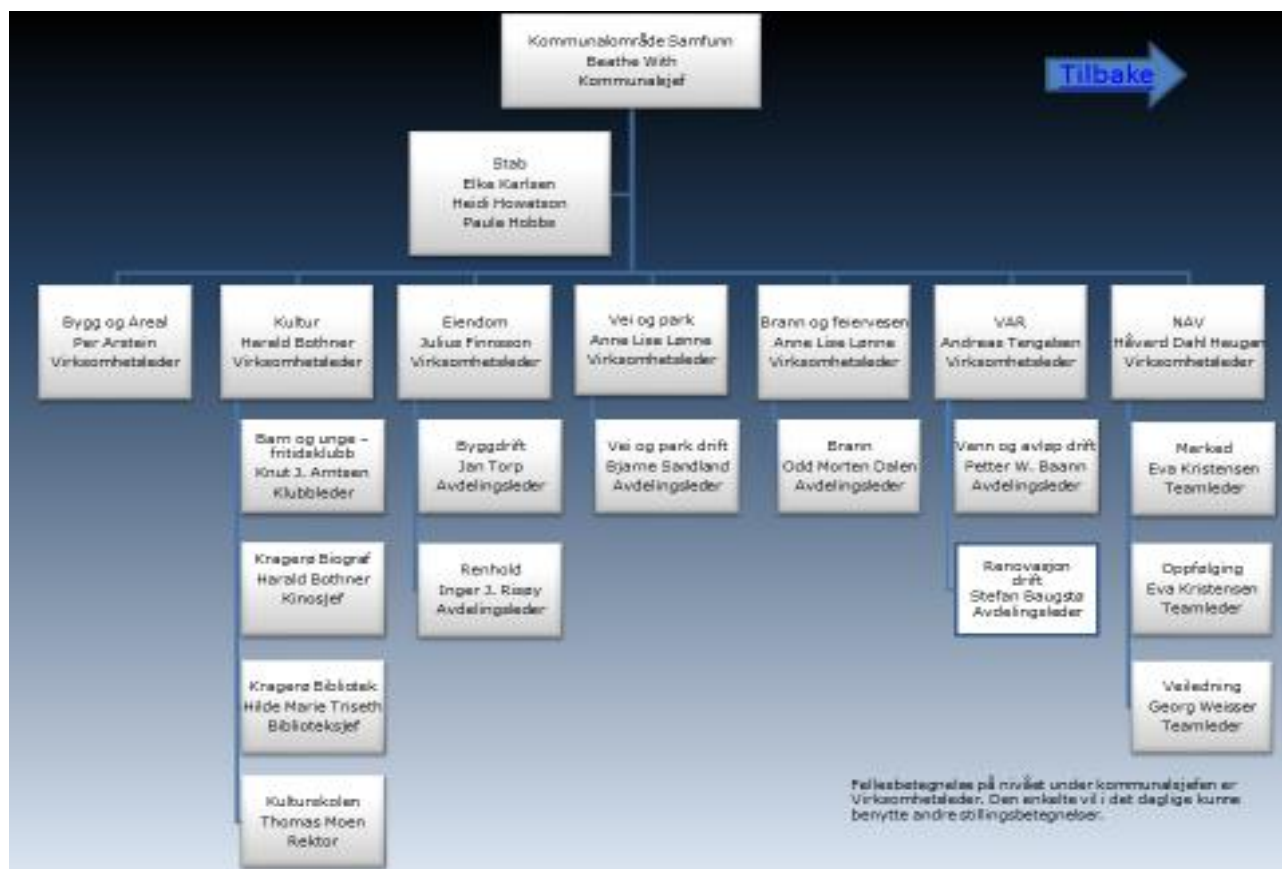 Kommunalområde Samfunn
Beathe With
Kommunalsjef
Tilbake
Stab
Elke Karlsen
Heidi Howatson
Paula Hobbs
Bygg og Areal
Per Arstein
Virksomhetsleder
Kultur
Harald Bothner
Virksomhetsleder
Eiendom
Julius Finnsson
Virksomhetsleder
Vei og park
Anne Lise Lønne
Virksomhetsleder
Brann og feiervesen
Anne Lise Lønne
Virksomhetsleder
VAR
Andreas Tangelsen
Virksomhetsleder
NAV
Håvard Dahl Haugen
Virksomhetsleder
Barn og unge –
fritidsklubb
Knut J. Arntsen
Klubbleder
Kragerø Biograf
Harald Bothner
Kinosjef
Kragerø Bibliotek
Hilde Marie Triseth
Biblioteksjef
Kulturskolen
Thomas Moen
Rektor
Byggdrift
Jan Torp
Avdelingsleder
Renhold
Inger J. Risøy
Avdelingsleder
Vei og park drift
Bjarne Sandland
Avdelingsleder
Brann
Odd Morten Dalen
Avdelingsleder
Vann og avløp drift
Petter W. Baann
Avdelingsleder
Renovasjon
drift
Stefan Baugstø
Avdelingsleder
Marked
Eva Kristensen
Teamleder
Oppfølging
Eva Kristensen
Teamleder
Veiledning
Georg Weisser
Teamleder
Fellesbetegnelse på nivået under kommunalsjefen er
Virksomhetsleder. Den enkelte vil i det daglige kunne
benytte andre stillingsbetegnelser.